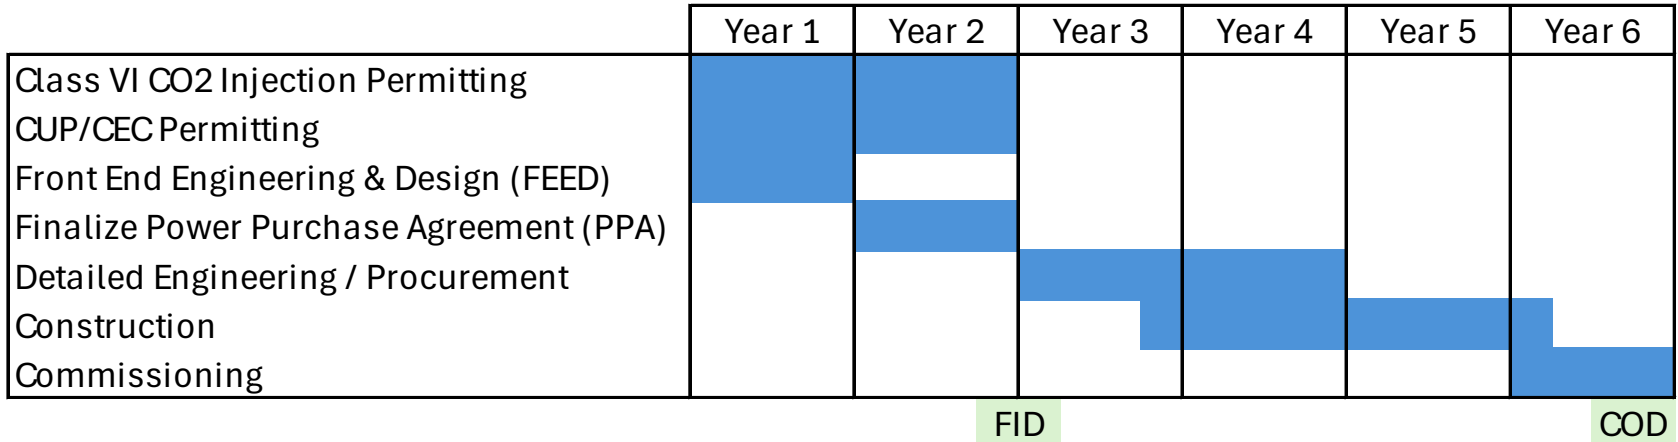 Year 1 Year 2 Year 3 Year 4 Year 5 Year 6
Class VI CO2 Injection Permitting
CUP/CEC Permitting
Front End Engineering & Design (FEED)
Finalize Power Purchase Agreement (PPA)
Detailed Engineering / Procurement
Construction
Commissioning
FID COD